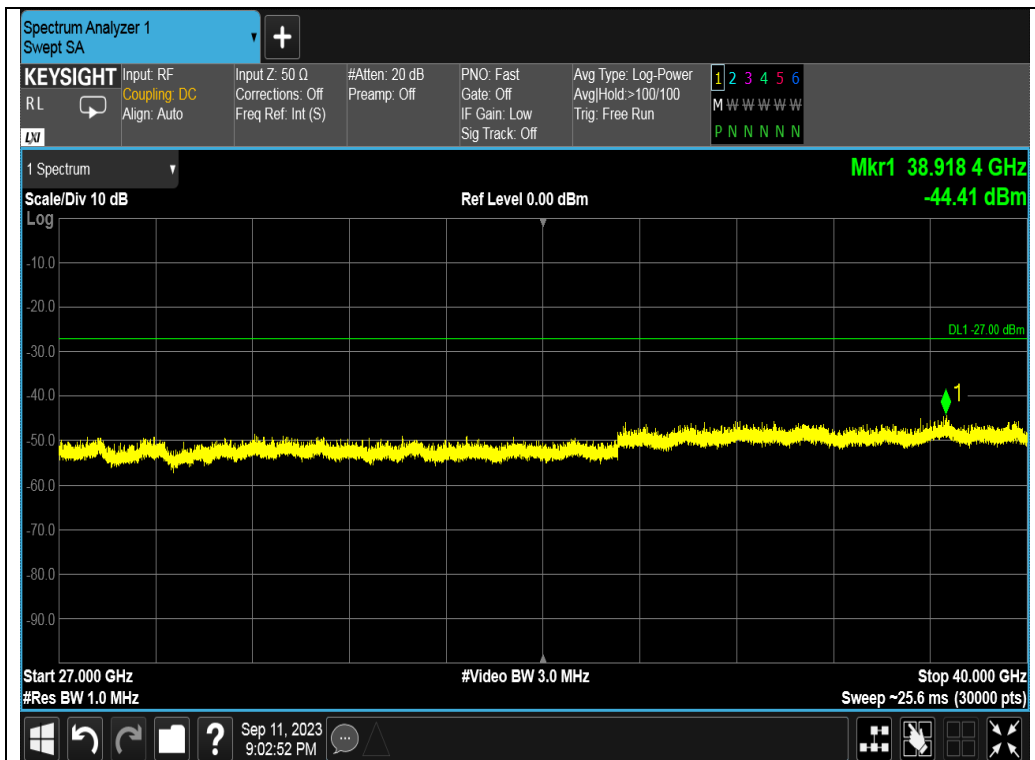 Spectrum Analyzer 1
Swept SA
KEYSIGHT
RL
LXI
Input: RF
Coupling: DC
Align: Auto
Input Z: 50 Ω
Corrections: Off
Freq Ref: Int (S)
#Atten: 20 dB
Preamp: Off
PNO: Fast
Gate: Off
IF Gain: Low
Sig Track: Off
Avg Type: Log-Power
Avg|Hold:>100/100
Trig: Free Run
1 2 3 4 5 6
M W W W W W
P N N N N N
1 Spectrum
Mkr1 38.918 4 GHz
-44.41 dBm
Scale/Div 10 dB
Ref Level 0.00 dBm
Log
-10.0
-20.0
DL1 -27.00 dBm
-30.0
-40.0
1
-50.0
-60.0
-70.0
-80.0
-90.0
Start 27.000 GHz
#Video BW 3.0 MHz
Stop 40.000 GHz
#Res BW 1.0 MHz
Sweep ~25.6 ms (30000 pts)
?
Sep 11, 2023
9:02:52 PM